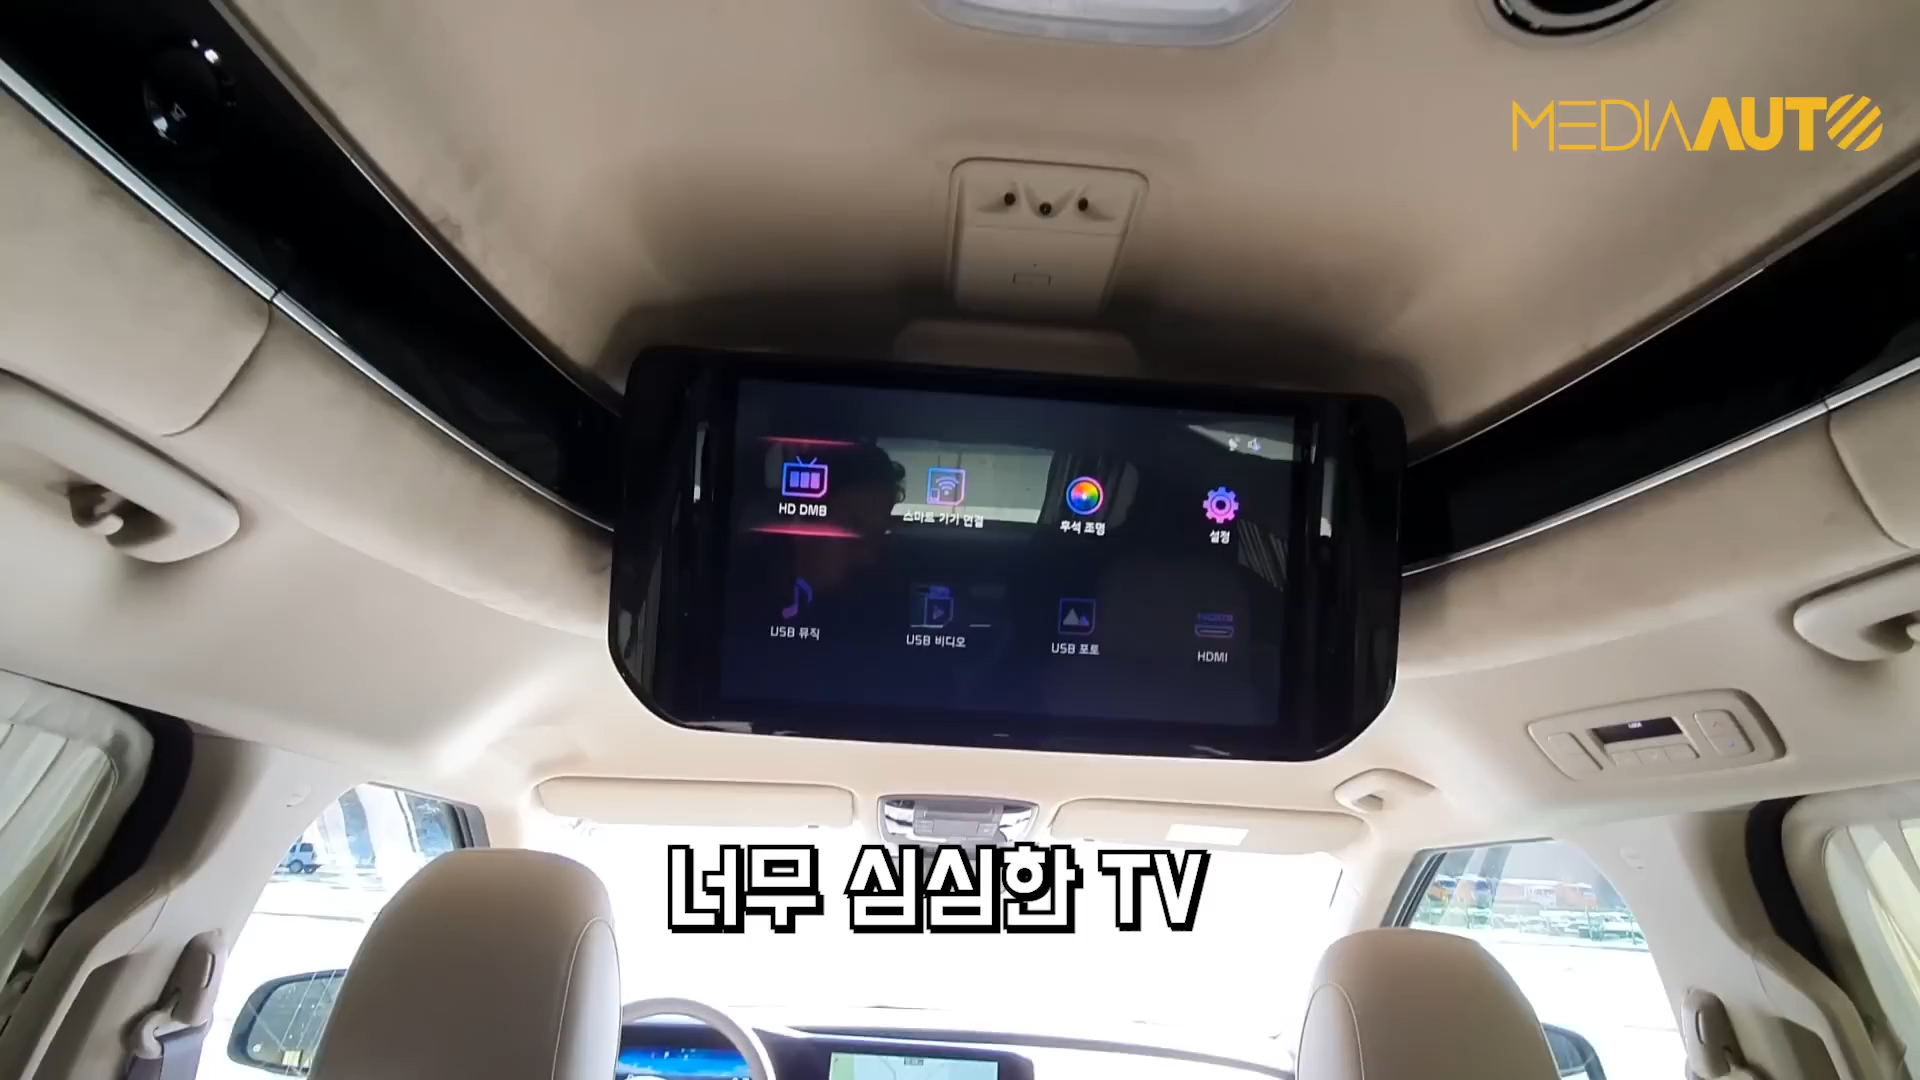 MEDIAAUTO
HD DMB
스마트 기기 연결
후석 조명
설정
USB 뮤직
USB 비디오
USB 포토
HDMI
너무 심심한 TV